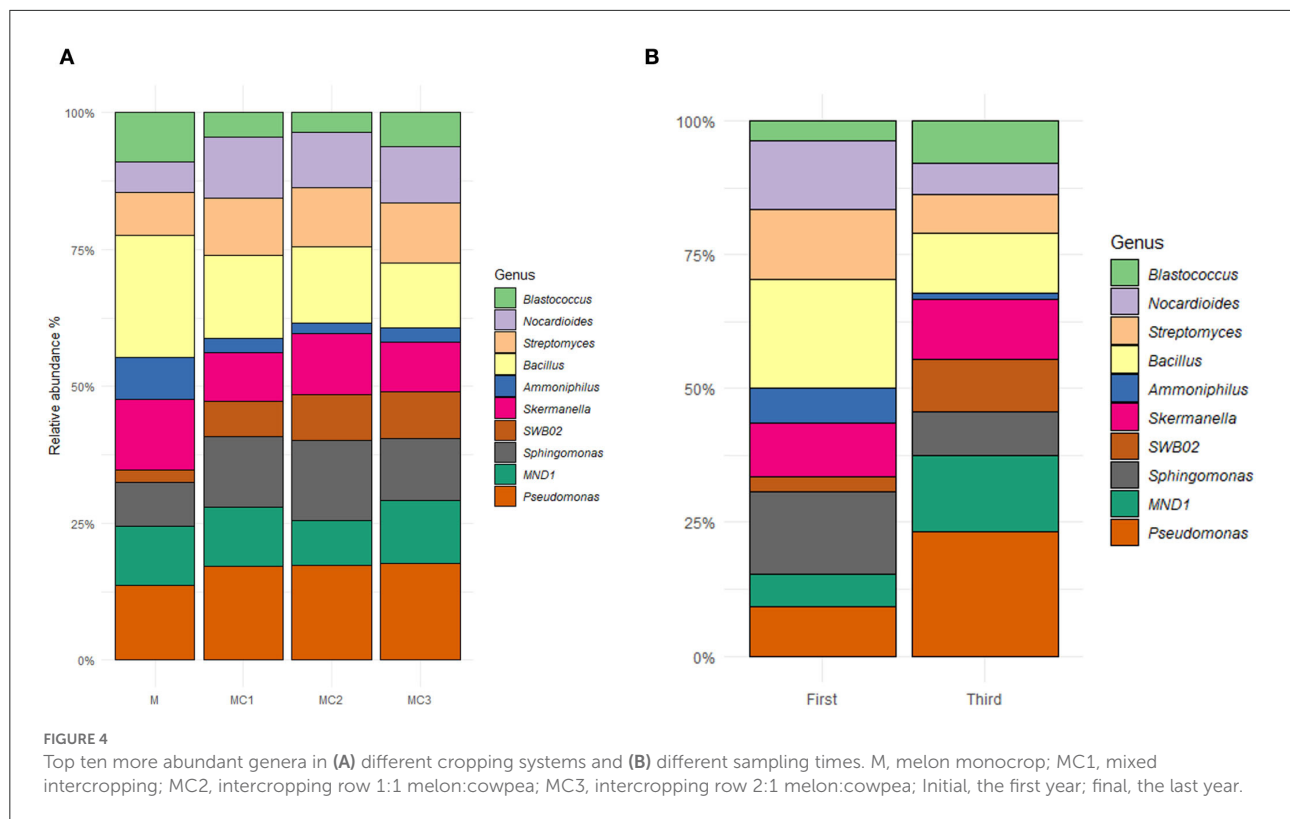 A
100%
75%
50%
25%
0%
Relative abundance %
M
MC1
MC2
MC3
Genus
Blastococcus
Nocardioides
Streptomyces
Bacillus
Ammoniphilus
Skermanella
SWB02
Sphingomonas
MND1
Pseudomonas
B
100%
75%
50%
25%
0%
First
Third
Genus
Blastococcus
Nocardioides
Streptomyces
Bacillus
Ammoniphilus
Skermanella
SWB02
Sphingomonas
MND1
Pseudomonas
FIGURE 4
Top ten more abundant genera in (A) different cropping systems and (B) different sampling times. M, melon monocrop; MC1, mixed
intercropping; MC2, intercropping row 1:1 melon:cowpea; MC3, intercropping row 2:1 melon:cowpea; Initial, the first year; final, the last year.